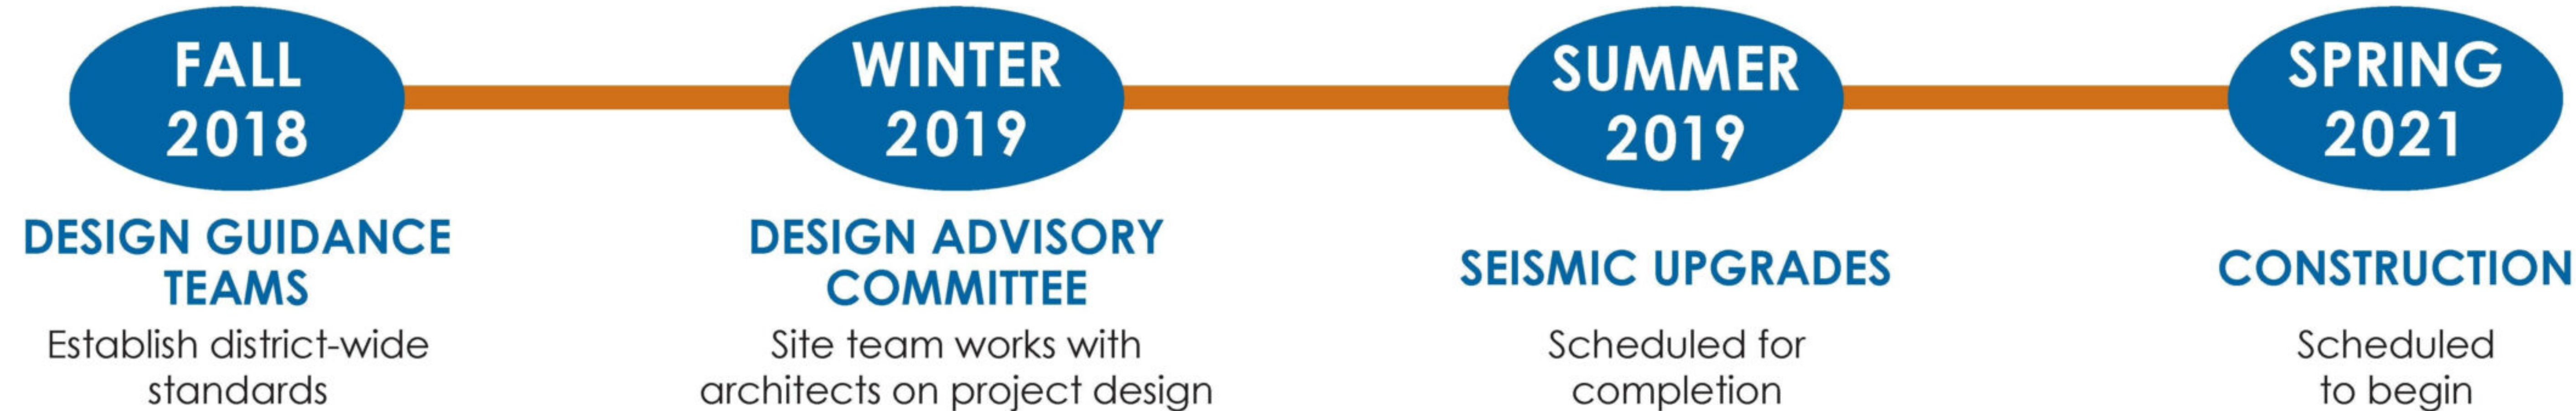 FALL
2018
DESIGN GUIDANCE
TEAMS
Establish district-wide
standards
WINTER
2019
DESIGN ADVISORY
COMMITTEE
Site team works with
architects on project design
SUMMER
2019
SEISMIC UPGRADES
Scheduled for
completion
SPRING
2021
CONSTRUCTION
Scheduled
to begin